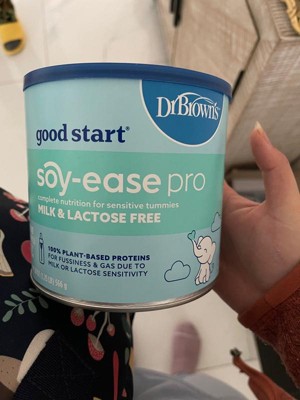 Dr.Brown's
good start®
soy-ease pro
complete nutrition for sensitive tummies
MILK & LACTOSE FREE
100% PLANT-BASED PROTEINS
FOR FUSSINESS & GAS DUE TO
MILK OR LACTOSE SENSITIVITY